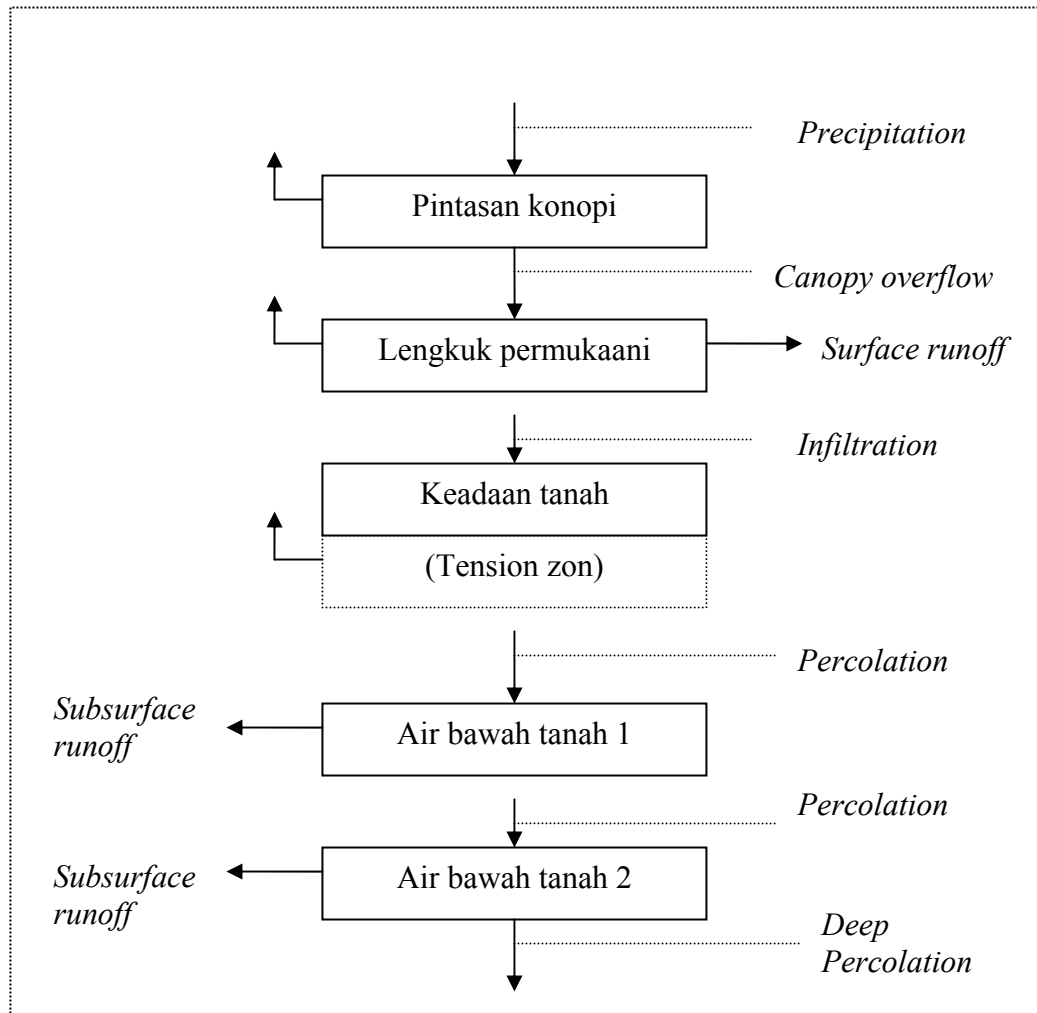 Precipitation
Pintasan konopi
Canopy overflow
Lengkuk permukaani
Surface runoff
Infiltration
Keadaan tanah
(Tension zon)
Percolation
Subsurface
runoff
Air bawah tanah 1
Percolation
Subsurface
runoff
Air bawah tanah 2
Deep
Percolation